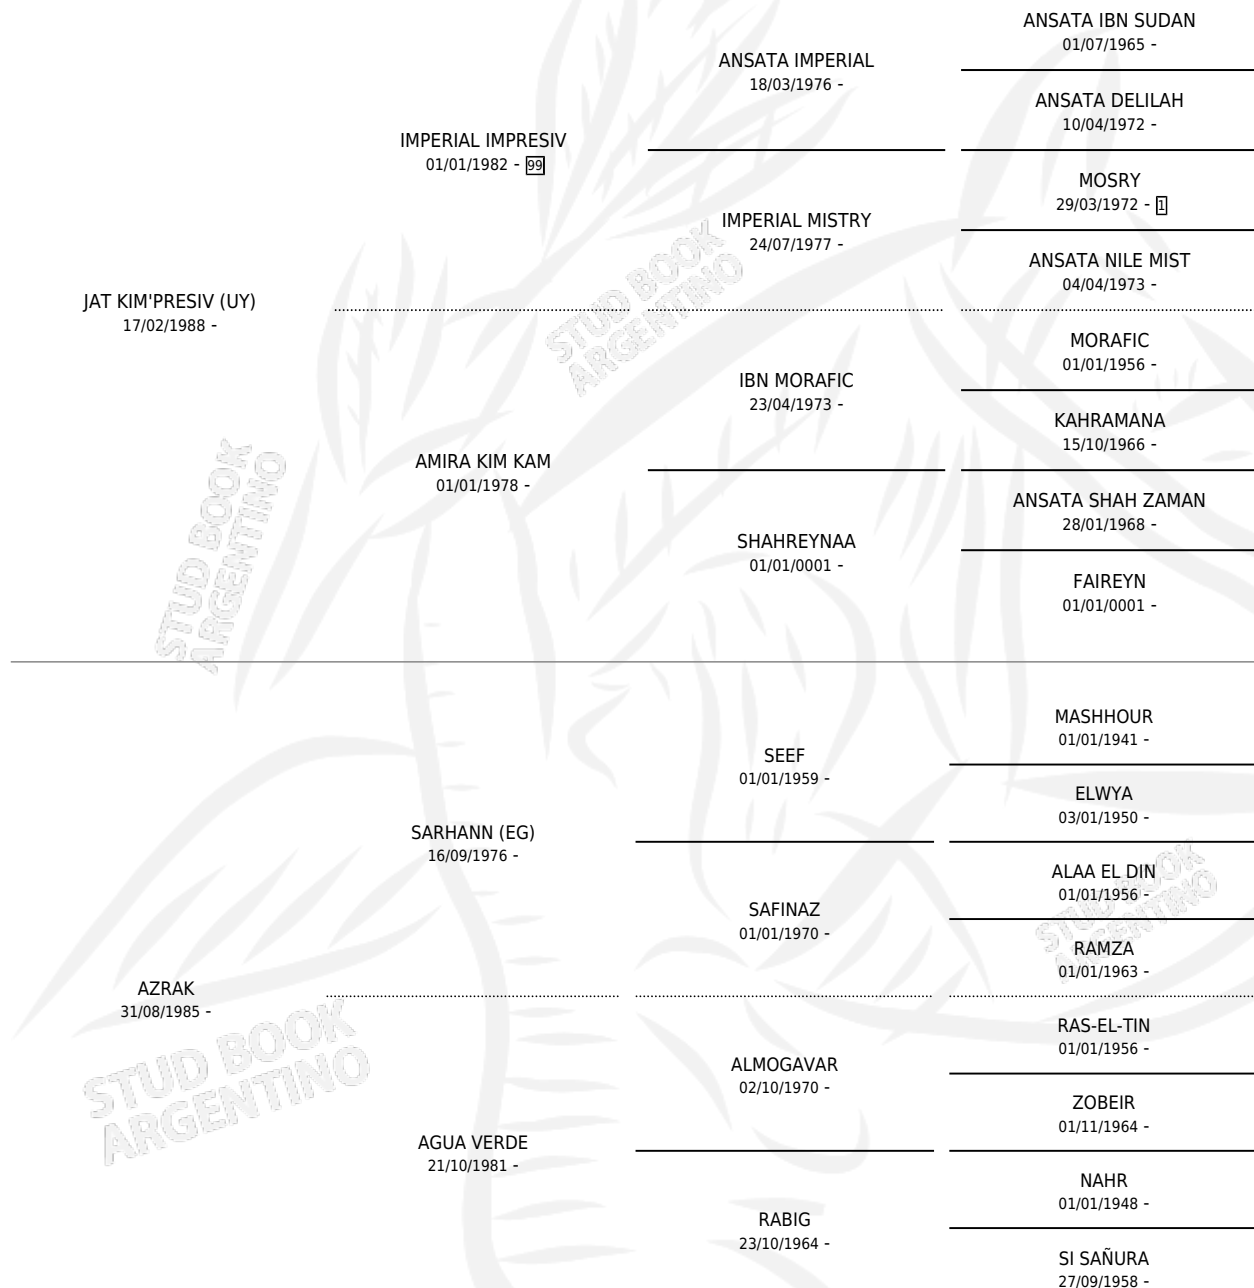 ANSATA IBN SUDAN
01/07/1965 -
ANSATA IMPERIAL
18/03/1976 -
ANSATA DELILAH
10/04/1972 -
IMPERIAL IMPRESIV
01/01/1982 - 99
MOSRY
29/03/1972 - 1
IMPERIAL MISTRY
24/07/1977 -
ANSATA NILE MIST
04/04/1973 -
JAT KIM'PRESIV (UY)
17/02/1988 -
MORAFIC
01/01/1956 -
IBN MORAFIC
23/04/1973 -
KAHRAMANA
15/10/1966 -
AMIRA KIM KAM
01/01/1978 -
ANSATA SHAH ZAMAN
28/01/1968 -
SHAHREYNAA
01/01/0001 -
FAIREYN
01/01/0001 -
MASHHOUR
01/01/1941 -
SEEF
01/01/1959 -
ELWYA
03/01/1950 -
SARHANN (EG)
16/09/1976 -
ALAA EL DIN
01/01/1956 -
SAFINAZ
01/01/1970 -
RAMZA
01/01/1963 -
AZRAK
31/08/1985 -
RAS-EL-TIN
01/01/1956 -
ALMOGAVAR
02/10/1970 -
ZOBEIR
01/11/1964 -
AGUA VERDE
21/10/1981 -
NAHR
01/01/1948 -
RABIG
23/10/1964 -
SI SAÑURA
27/09/1958 -
STUD BOOK
ARGENTINO
STUD BOOK
ARGENTINO
STUD BOOK
ARGENTINO
STUD BOOK
ARGENTINO